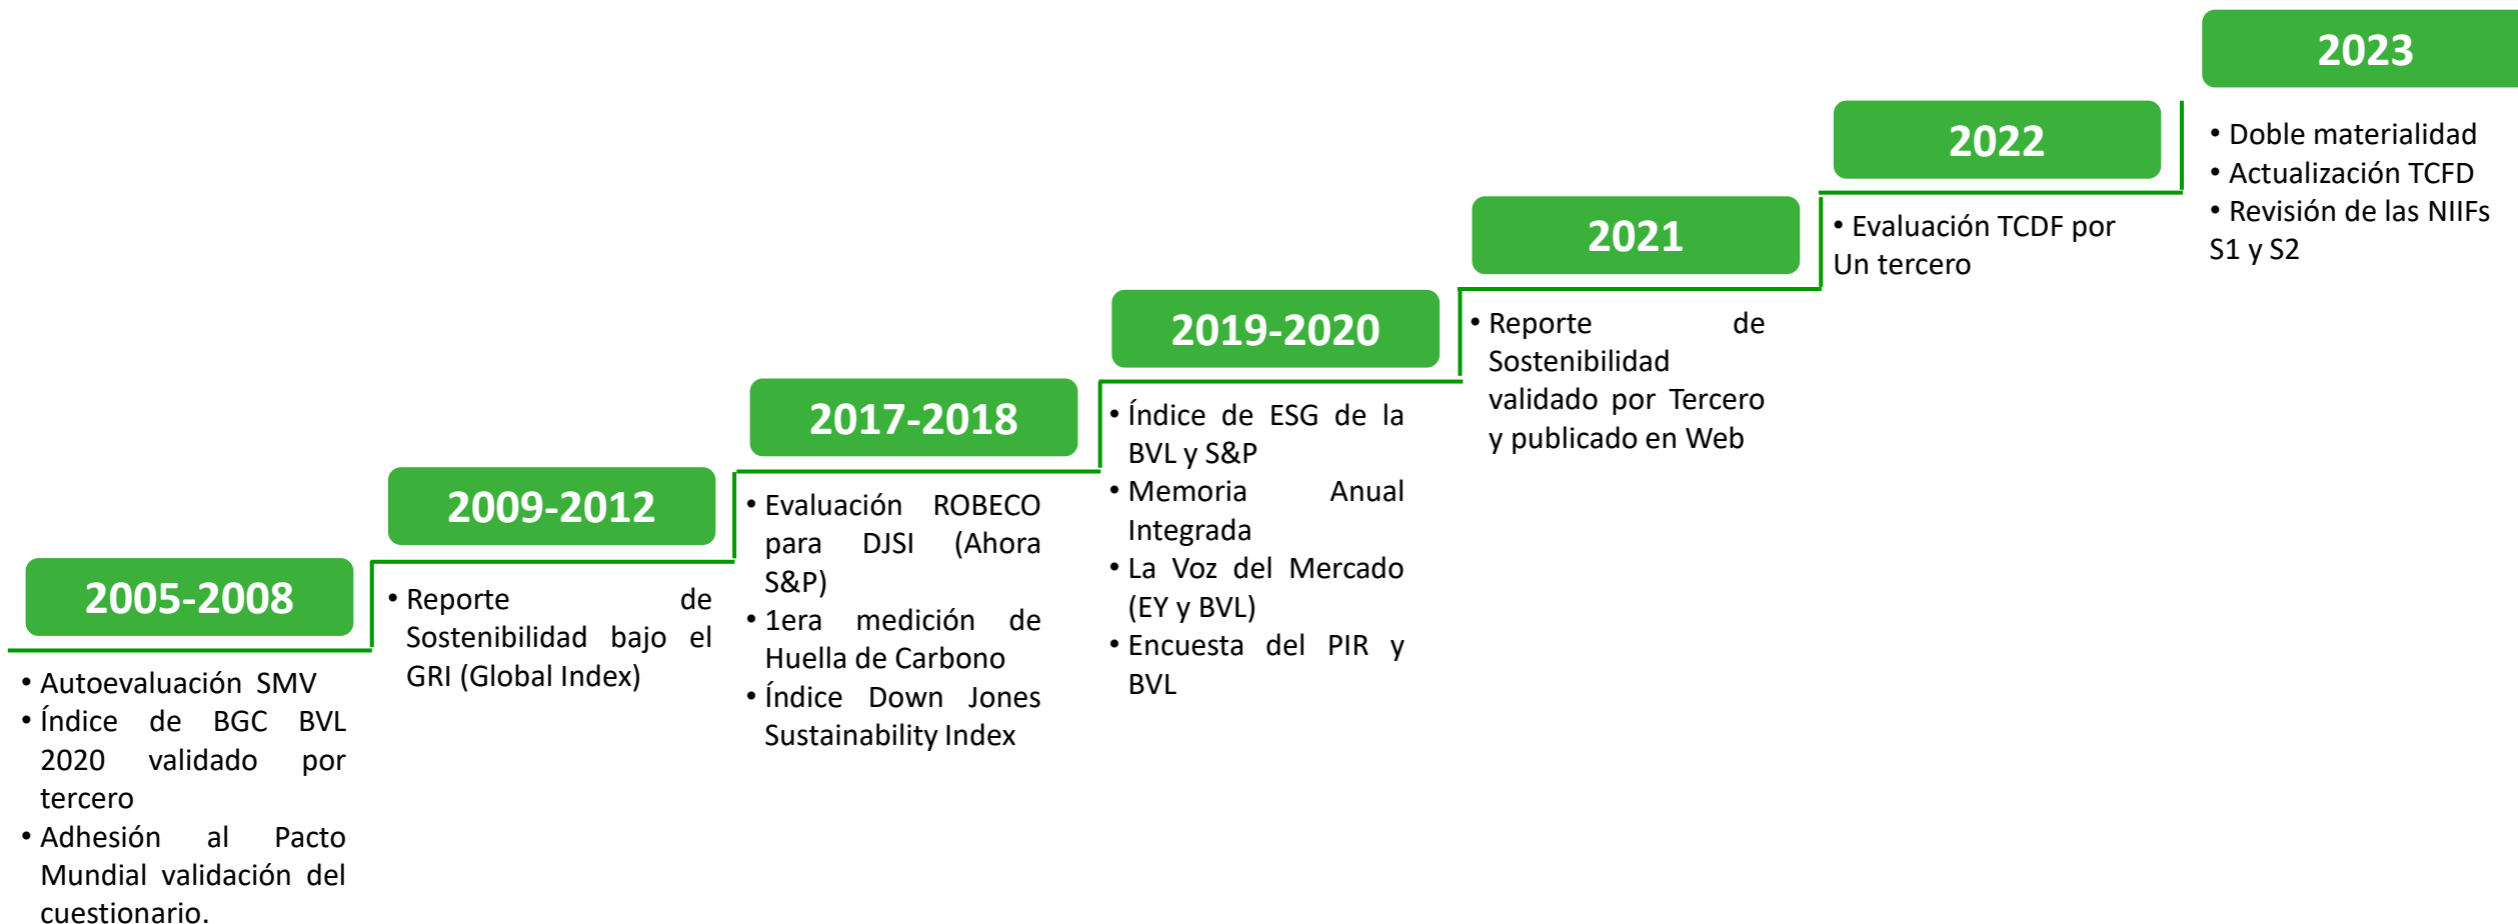 2005-2008
• Autoevaluación SMV
• Índice de BGC BVL
2020 validado por
tercero
• Adhesión al Pacto
Mundial validación del
cuestionario.
2009-2012
• Reporte de
Sostenibilidad bajo el
GRI (Global Index)
2017-2018
• Evaluación ROBECO
para DJSI (Ahora
S&P)
• 1era medición de
Huella de Carbono
• Índice Down Jones
Sustainability Index
2019-2020
• Índice de ESG de la
BVL y S&P
• Memoria Anual
Integrada
• La Voz del Mercado
(EY y BVL)
• Encuesta del PIR y
BVL
2021
• Reporte de
Sostenibilidad
validado por Tercero
y publicado en Web
2022
• Evaluación TCDF por
Un tercero
2023
• Doble materialidad
• Actualización TCFD
• Revisión de las NIIFs
S1 y S2